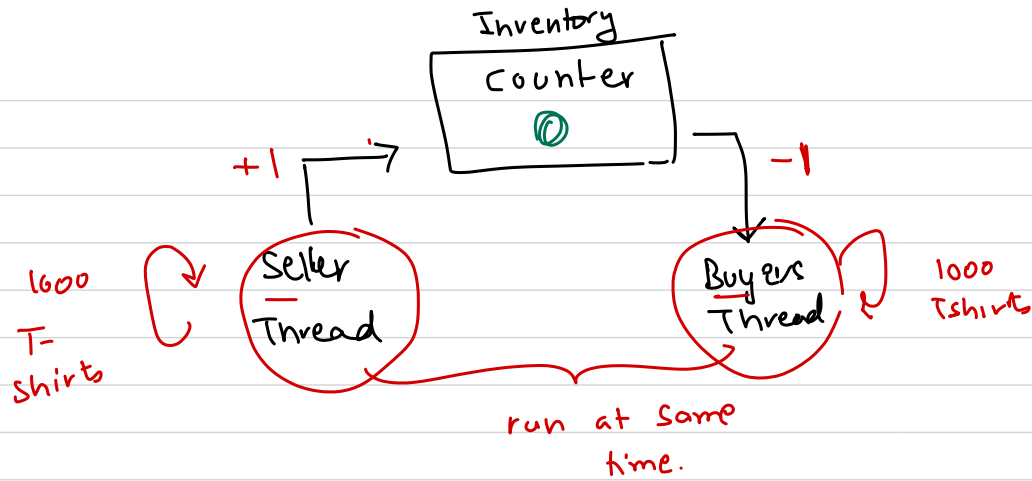 Inventory
Counter
0
+1
-1
Seller
Thread
Buyers
Thread
1000
T-
shirts
1000
Tshirts
run at same
time.